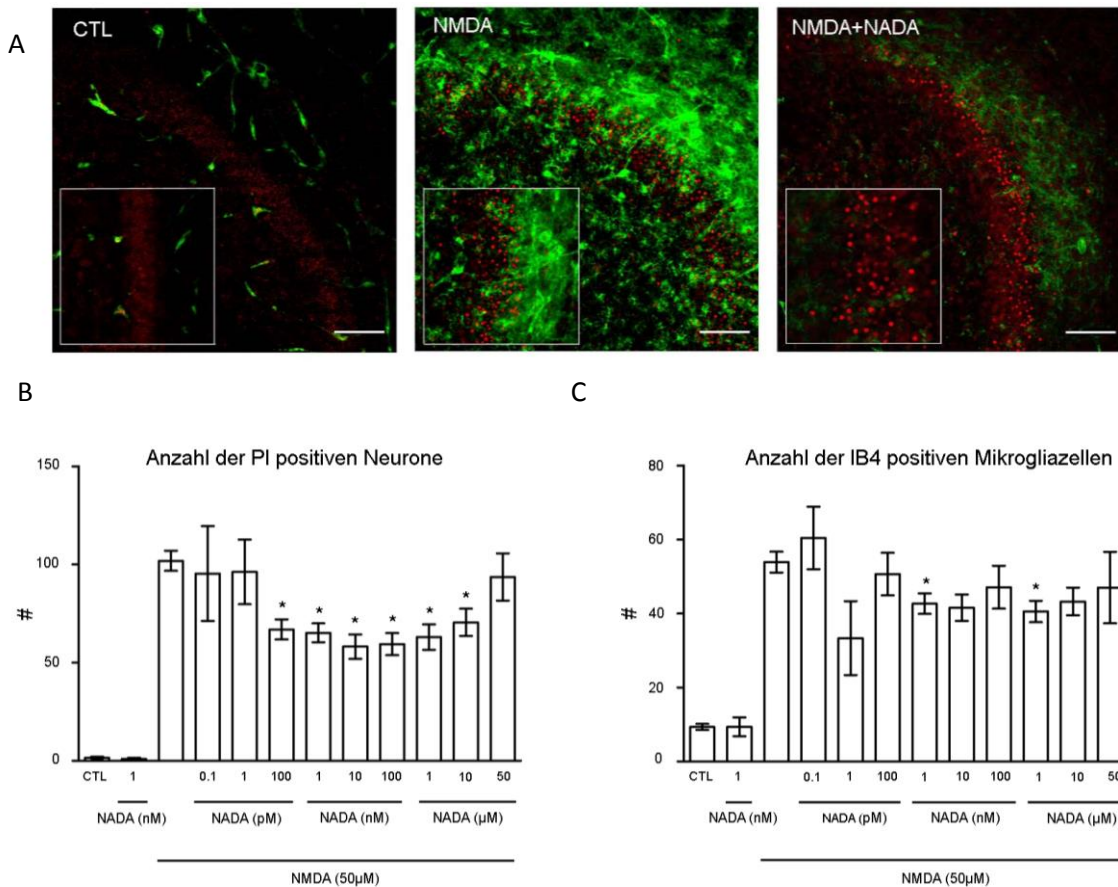 A
CTL
NMDA
NMDA+NADA
B
Anzahl der PI positiven Neurone
150
100
50
0
#
CTL
1
0.1
1
100
1
10
100
1
10
50
* * * * * *
NADA (nM)
NADA (pM)
NADA (nM)
NADA (µM)
NMDA (50µM)
C
Anzahl der IB4 positiven Mikrogliazellen
80
60
40
20
0
#
CTL
1
0.1
1
100
1
10
100
1
10
50
* *
NADA (nM)
NADA (pM)
NADA (nM)
NADA (µM)
NMDA (50µM)